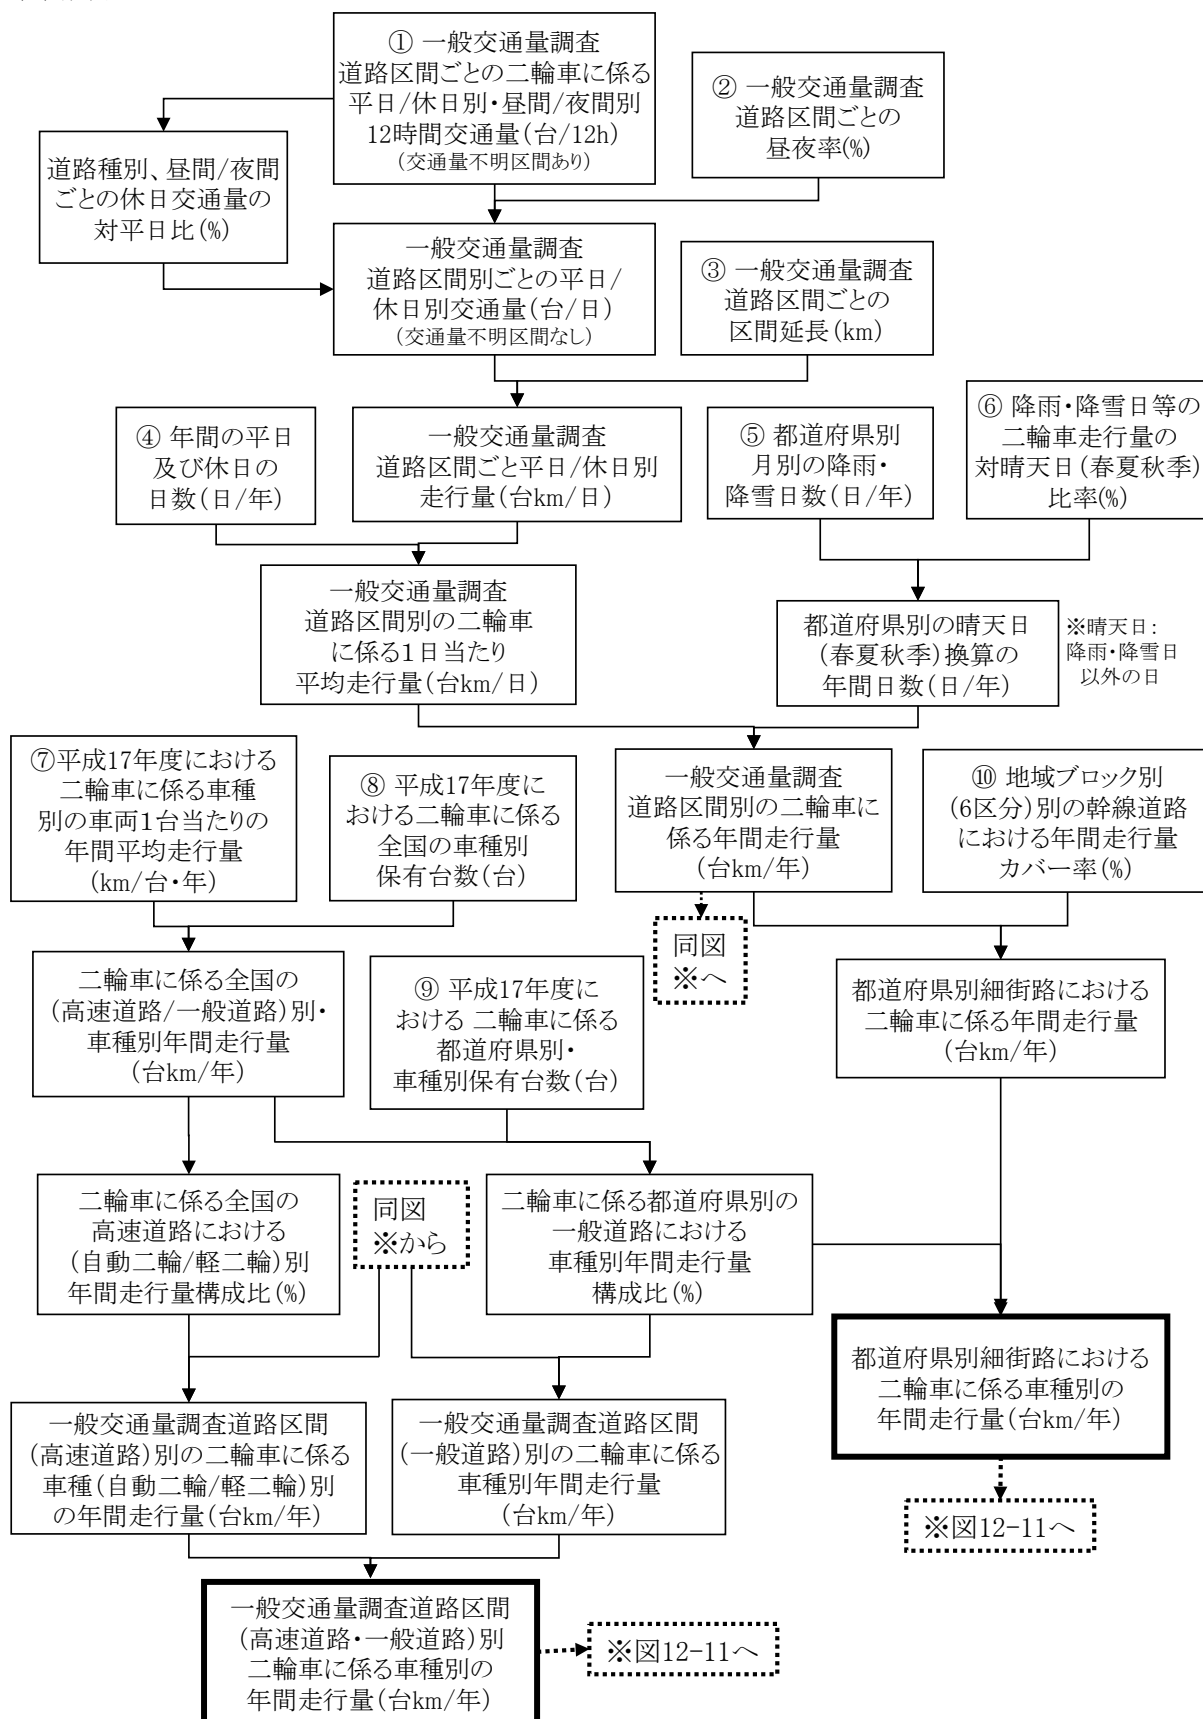 ① 一般交通量調査
道路区間ごとの二輪車に係る
平日/休日別・昼間/夜間別
12時間交通量(台/12h)
(交通量不明区間あり)
② 一般交通量調査
道路区間ごとの
昼夜率(%)
道路種別、昼間/夜間
ごとの休日交通量の
対平日比(%)
一般交通量調査
道路区間別ごとの平日/
休日別交通量(台/日)
(交通量不明区間なし)
③ 一般交通量調査
道路区間ごとの
区間延長(km)
④ 年間の平日
及び休日の
日数(日/年)
一般交通量調査
道路区間ごと平日/休日別
走行量(台km/日)
⑤ 都道府県別
月別の降雨・
降雪日数(日/年)
⑥ 降雨・降雪日等の
二輪車走行量の
対晴天日(春夏秋季)
比率(%)
一般交通量調査
道路区間別の二輪車
に係る1日当たり
平均走行量(台km/日)
都道府県別の晴天日
(春夏秋季)換算の
年間日数(日/年)
※晴天日:
降雨・降雪日
以外の日
⑦平成17年度における
二輪車に係る車種
別の車両1台当たりの
年間平均走行量
(km/台・年)
⑧ 平成17年度に
おける二輪車に係る
全国の車種別
保有台数(台)
一般交通量調査
道路区間別の二輪車に
係る年間走行量
(台km/年)
⑩ 地域ブロック別
(6区分)別の幹線道路
における年間走行量
カバー率(%)
同図
※へ
二輪車に係る全国の
(高速道路/一般道路)別・
車種別年間走行量
(台km/年)
⑨ 平成17年度に
おける 二輪車に係る
都道府県別・
車種別保有台数(台)
都道府県別細街路における
二輪車に係る年間走行量
(台km/年)
二輪車に係る全国の
高速道路における
(自動二輪/軽二輪)別
年間走行量構成比(%)
同図
※から
二輪車に係る都道府県別の
一般道路における
車種別年間走行量
構成比(%)
都道府県別細街路における
二輪車に係る車種別の
年間走行量(台km/年)
一般交通量調査道路区間
(高速道路)別の二輪車に係る
車種(自動二輪/軽二輪)別
の年間走行量(台km/年)
一般交通量調査道路区間
(一般道路)別の二輪車に係る
車種別年間走行量
(台km/年)
※図12-11へ
一般交通量調査道路区間
(高速道路・一般道路)別
二輪車に係る車種別の
年間走行量(台km/年)
※図12-11へ